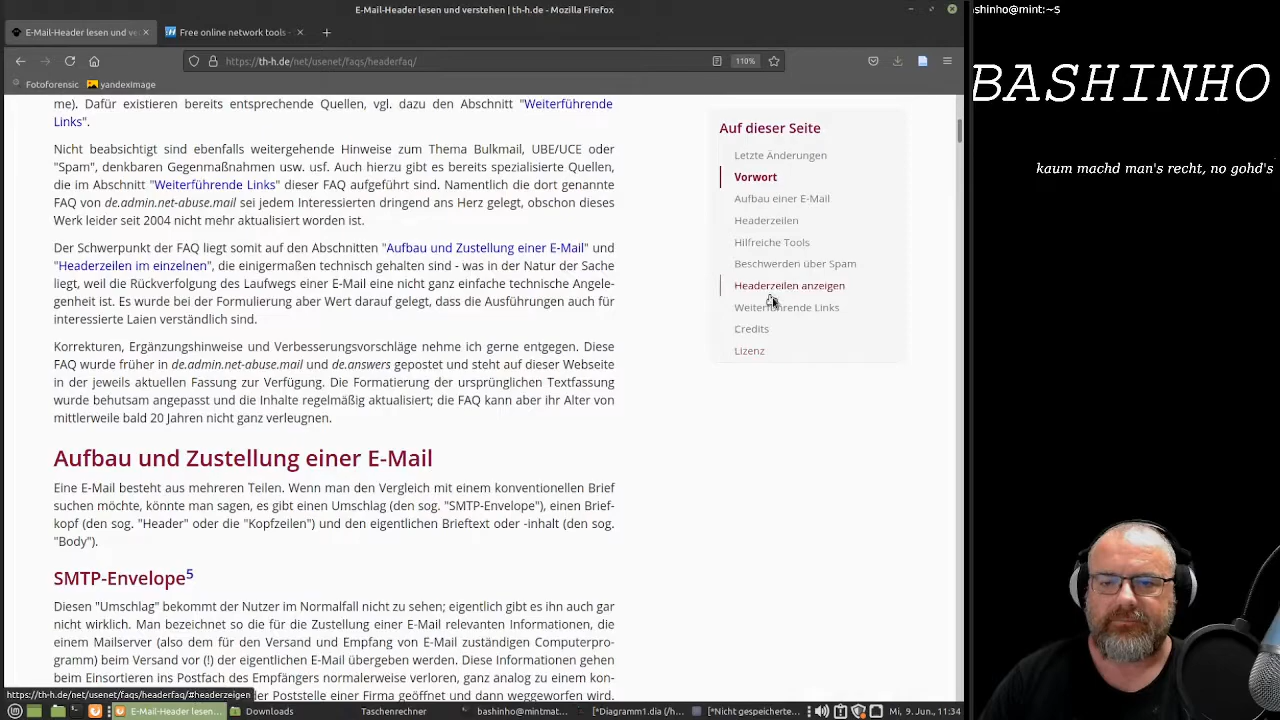 E-Mail-Header lesen und verstehen | th-h.de - Mozilla Firefox
E-Mail-Header lesen und ve
Free online network tools -
https://th-h.de/net/usenet/faqs/headerfaq/
110%
Fotoforensic
yandeximage
me). Dafür existieren bereits entsprechende Quellen, vgl. dazu den Abschnitt "Weiterführende
Links".
Nicht beabsichtigt sind ebenfalls weitergehende Hinweise zum Thema Bulkmail, UBE/UCE oder
"Spam", denkbaren Gegenmaßnahmen usw. usf. Auch hierzu gibt es bereits spezialisierte Quellen,
die im Abschnitt "Weiterführende Links" dieser FAQ aufgeführt sind. Namentlich die dort genannte
FAQ von de.admin.net-abuse.mail sei jedem Interessierten dringend ans Herz gelegt, obschon dieses
Werk leider seit 2004 nicht mehr aktualisiert worden ist.
Der Schwerpunkt der FAQ liegt somit auf den Abschnitten "Aufbau und Zustellung einer E-Mail" und
"Headerzeilen im einzelnen", die einigermaßen technisch gehalten sind - was in der Natur der Sache
liegt, weil die Rückverfolgung des Laufwegs einer E-Mail eine nicht ganz einfache technische Angele-
genheit ist. Es wurde bei der Formulierung aber Wert darauf gelegt, dass die Ausführungen auch für
interessierte Laien verständlich sind.
Korrekturen, Ergänzungshinweise und Verbesserungsvorschläge nehme ich gerne entgegen. Diese
FAQ wurde früher in de.admin.net-abuse.mail und de.answers gepostet und steht auf dieser Webseite
in der jeweils aktuellen Fassung zur Verfügung. Die Formatierung der ursprünglichen Textfassung
wurde behutsam angepasst und die Inhalte regelmäßig aktualisiert; die FAQ kann aber ihr Alter von
mittlerweile bald 20 Jahren nicht ganz verleugnen.
Aufbau und Zustellung einer E-Mail
Eine E-Mail besteht aus mehreren Teilen. Wenn man den Vergleich mit einem konventionellen Brief
suchen möchte, könnte man sagen, es gibt einen Umschlag (den sog. "SMTP-Envelope"), einen Brief-
kopf (den sog. "Header" oder die "Kopfzeilen") und den eigentlichen Brieftext oder -inhalt (den sog.
"Body").
SMTP-Envelope5
Diesen "Umschlag" bekommt der Nutzer im Normalfall nicht zu sehen; eigentlich gibt es ihn auch gar
nicht wirklich. Man bezeichnet so die für die Zustellung einer E-Mail relevanten Informationen, die
einem Mailserver (also dem für den Versand und Empfang von E-Mail zuständigen Computerpro-
gramm) beim Versand vor (!) der eigentlichen E-Mail übergeben werden. Diese Informationen gehen
beim Einsortieren ins Postfach des Empfängers normalerweise verloren, ganz analog zu einem kon-
der Poststelle einer Firma geöffnet und dann weggeworfen wird.
https://th-h.de/net/usenet/faqs/headerfaq/#headerzeigen
Auf dieser Seite
Letzte Änderungen
Vorwort
Aufbau einer E-Mail
Headerzeilen
Hilfreiche Tools
Beschwerden über Spam
Headerzeilen anzeigen
Weiterführende Links
Credits
Lizenz
bashinho@mint:~$
BASHINHO
kaum machd man's recht, no gohd's
E-Mail-Header lesen...
Downloads
Taschenrechner
bashinho@mintmat...
[*Diagramm1.dia (/h...
[*Nicht gespeicherte...
Mi, 9. Jun., 11:34